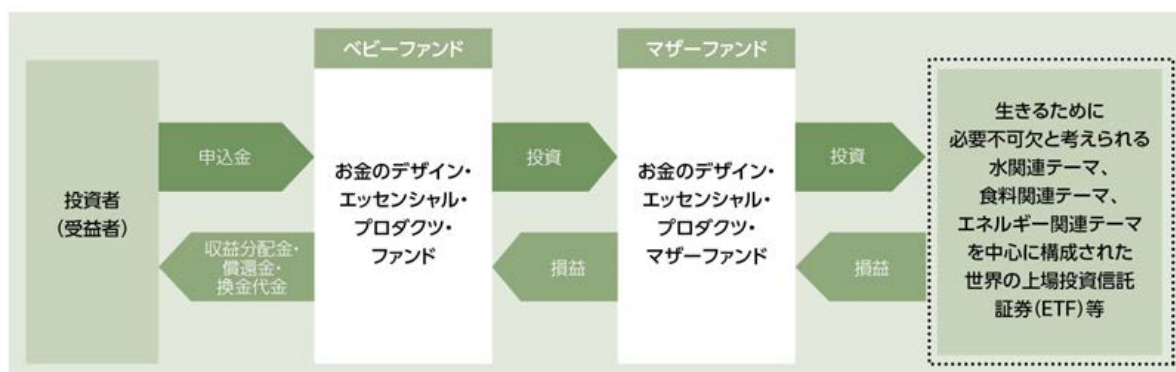 ベビーファンド
マザーファンド
投資者
(受益者)
申込金
収益分配金・
償還金・
換金代金
お金のデザイン・
エッセンシャル・
プロダクツ・
ファンド
投資
損益
お金のデザイン・
エッセンシャル・
プロダクツ・
マザーファンド
投資
損益
生きるために
必要不可欠と考えられる
水関連テーマ、
食料関連テーマ、
エネルギー関連テーマ
を中心に構成された
世界の上場投資信託
証券(ETF)等